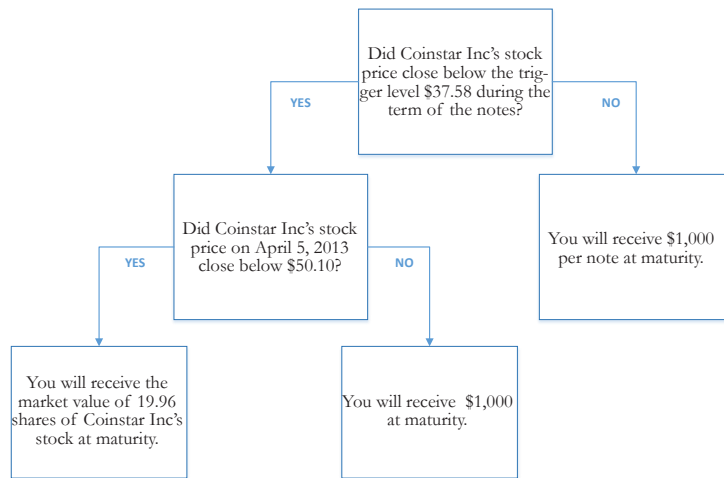 Did Coinstar Inc's stock
price close below the trig-
ger level $37.58 during the
term of the notes?
YES
NO
Did Coinstar Inc's stock
price on April 5, 2013
close below $50.10?
You will receive $1,000
per note at maturity.
YES
NO
You will receive the
market value of 19.96
shares of Coinstar Inc's
stock at maturity.
You will receive $1,000
at maturity.